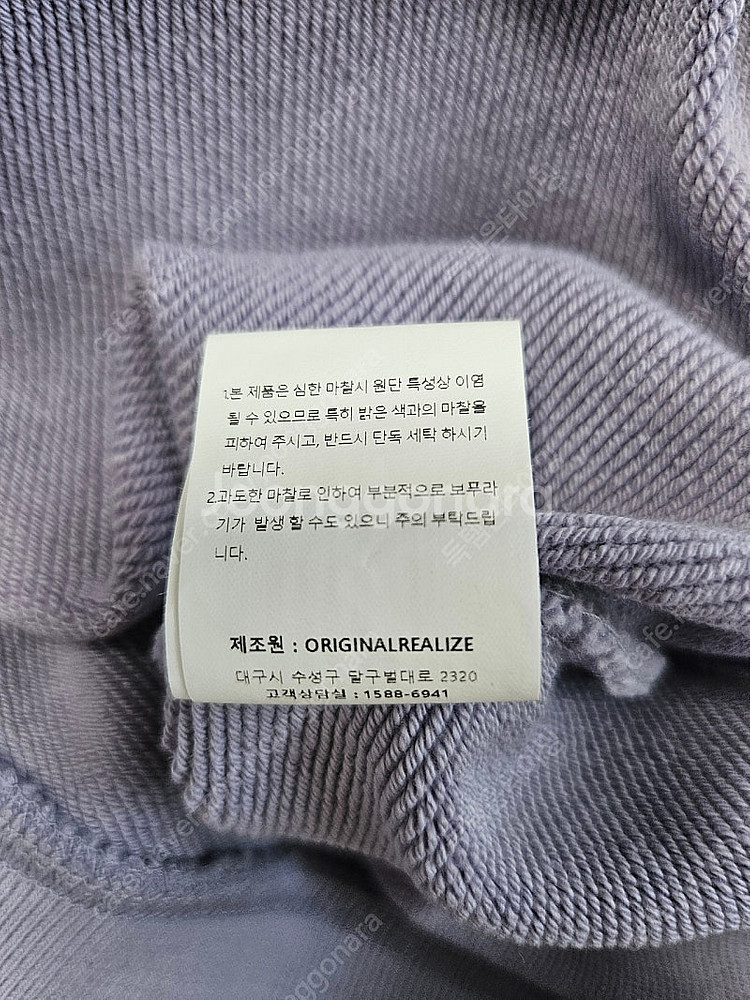 1.본 제품은 심한 마찰시 원단 특성상 이염
될 수 있으므로 특히 밝은 색과의 마찰을
피하여 주시고, 반드시 단독 세탁 하시기
바랍니다.
2.과도한 마찰로 인하여 부분적으로 보푸라
기가 발생 할 수도 있으니 주의 부탁드립
니다.
제조원 : ORIGINALREALIZE
대구시 수성구 달구벌대로 2320
고객상담실 : 1588-6941